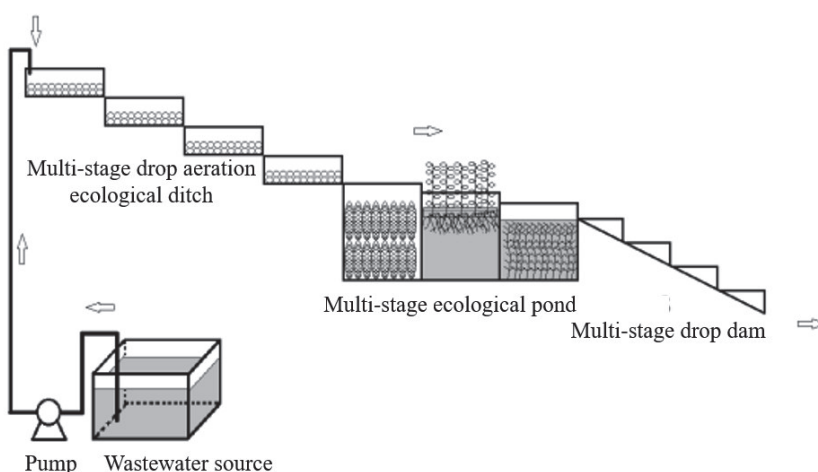 Multi-stage drop aeration
ecological ditch
Multi-stage ecological pond
Multi-stage drop dam
Pump
Wastewater source